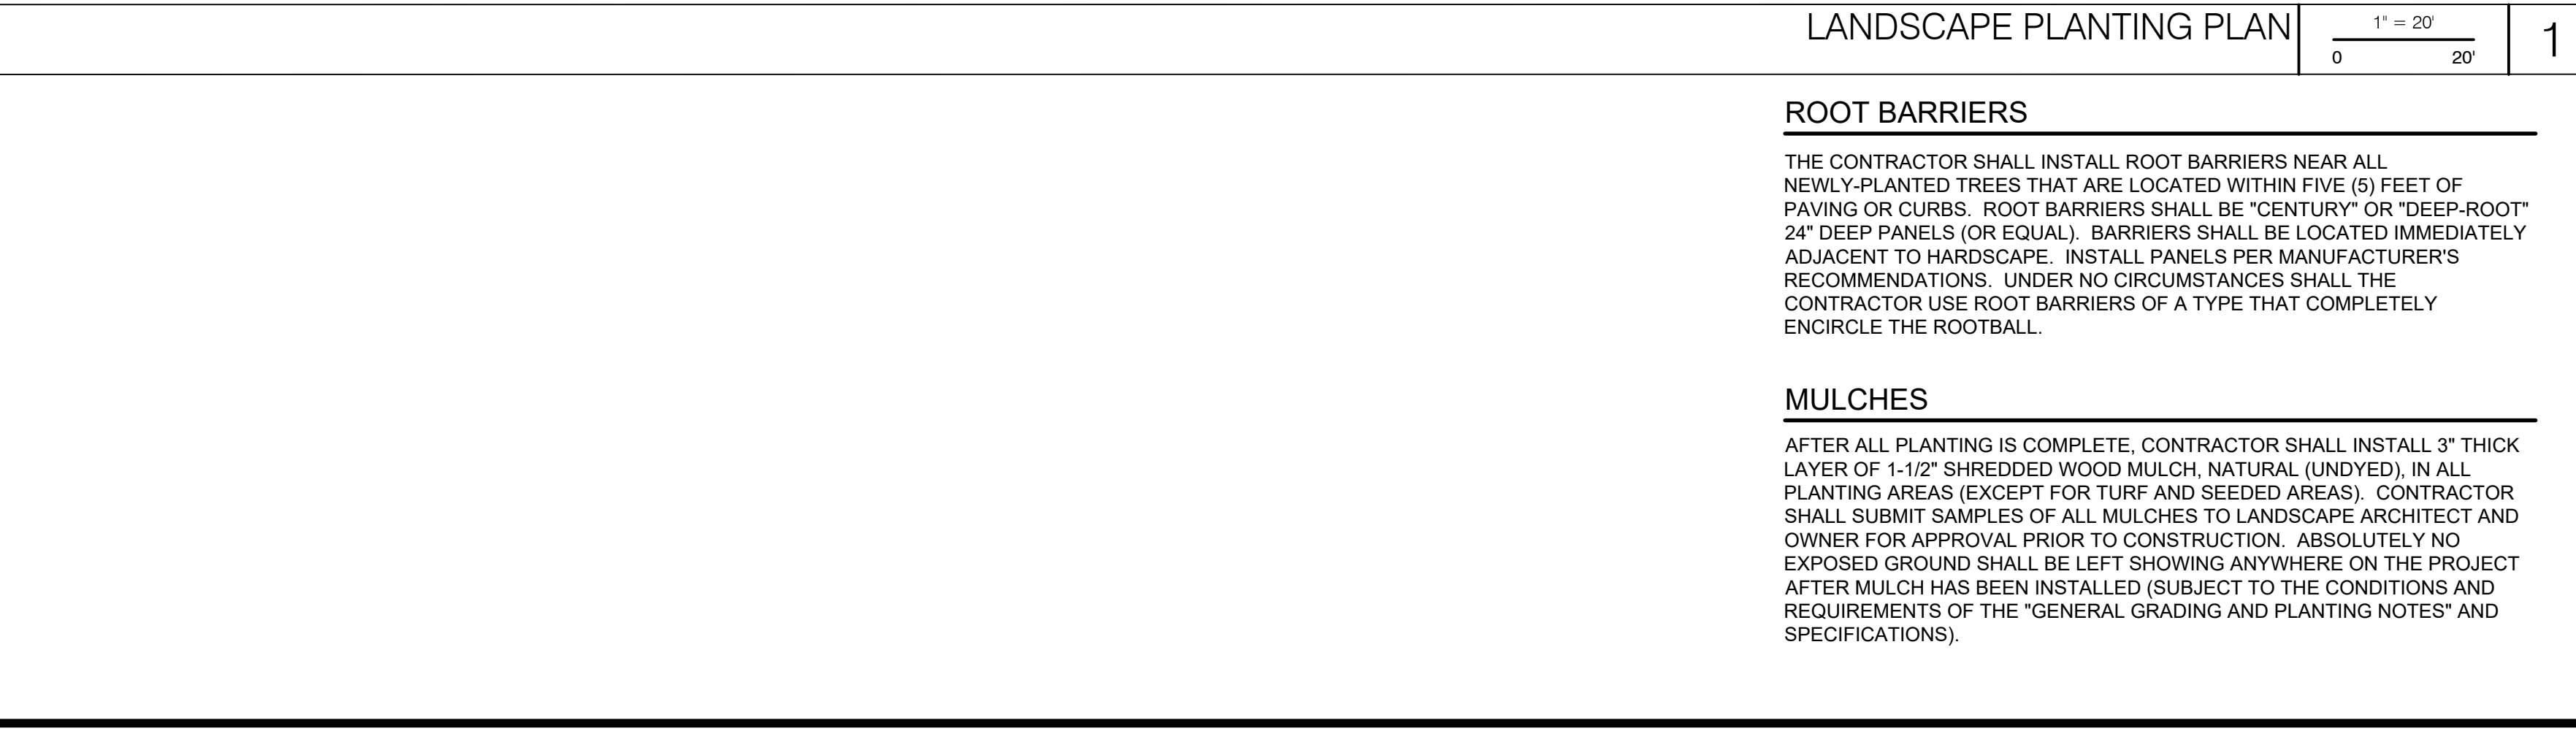 LANDSCAPE PLANTING PLAN
1" = 20'
0 20'
1
ROOT BARRIERS
THE CONTRACTOR SHALL INSTALL ROOT BARRIERS NEAR ALL
NEWLY-PLANTED TREES THAT ARE LOCATED WITHIN FIVE (5) FEET OF
PAVING OR CURBS.  ROOT BARRIERS SHALL BE "CENTURY" OR "DEEP-ROOT"
24" DEEP PANELS (OR EQUAL).  BARRIERS SHALL BE LOCATED IMMEDIATELY
ADJACENT TO HARDSCAPE.  INSTALL PANELS PER MANUFACTURER'S
RECOMMENDATIONS.  UNDER NO CIRCUMSTANCES SHALL THE
CONTRACTOR USE ROOT BARRIERS OF A TYPE THAT COMPLETELY
ENCIRCLE THE ROOTBALL.
MULCHES
AFTER ALL PLANTING IS COMPLETE, CONTRACTOR SHALL INSTALL 3" THICK
LAYER OF 1-1/2" SHREDDED WOOD MULCH, NATURAL (UNDYED), IN ALL
PLANTING AREAS (EXCEPT FOR TURF AND SEEDED AREAS).  CONTRACTOR
SHALL SUBMIT SAMPLES OF ALL MULCHES TO LANDSCAPE ARCHITECT AND
OWNER FOR APPROVAL PRIOR TO CONSTRUCTION.  ABSOLUTELY NO
EXPOSED GROUND SHALL BE LEFT SHOWING ANYWHERE ON THE PROJECT
AFTER MULCH HAS BEEN INSTALLED (SUBJECT TO THE CONDITIONS AND
REQUIREMENTS OF THE "GENERAL GRADING AND PLANTING NOTES" AND
SPECIFICATIONS).